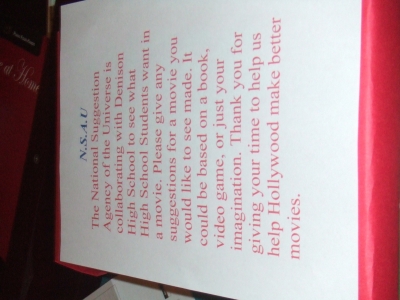 N.S.A.U
The National Suggestion
Agency of the Universe is
collaborating with Denison
High School to see what
High School Students want in
a movie. Please give any
suggestions for a movie you
would like to see made. It
could be based on a book,
video game, or just your
imagination. Thank you for
giving your time to help us
help Hollywood make better
movies.
at Home